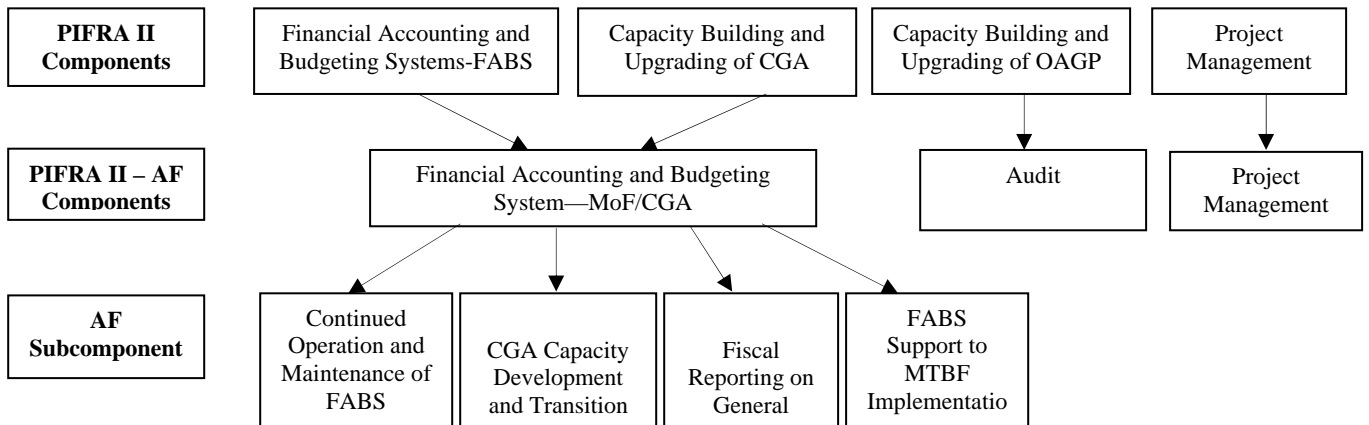 PIFRA II
Components
Financial Accounting and
Budgeting Systems-FABS
Capacity Building and
Upgrading of CGA
Capacity Building and
Upgrading of OAGP
Project
Management
PIFRA II – AF
Components
Financial Accounting and Budgeting
System—MoF/CGA
Audit
Project
Management
AF
Subcomponent
Continued
Operation and
Maintenance of
FABS
CGA Capacity
Development
and Transition
Fiscal
Reporting on
General
FABS
Support to
MTBF
Implementatio